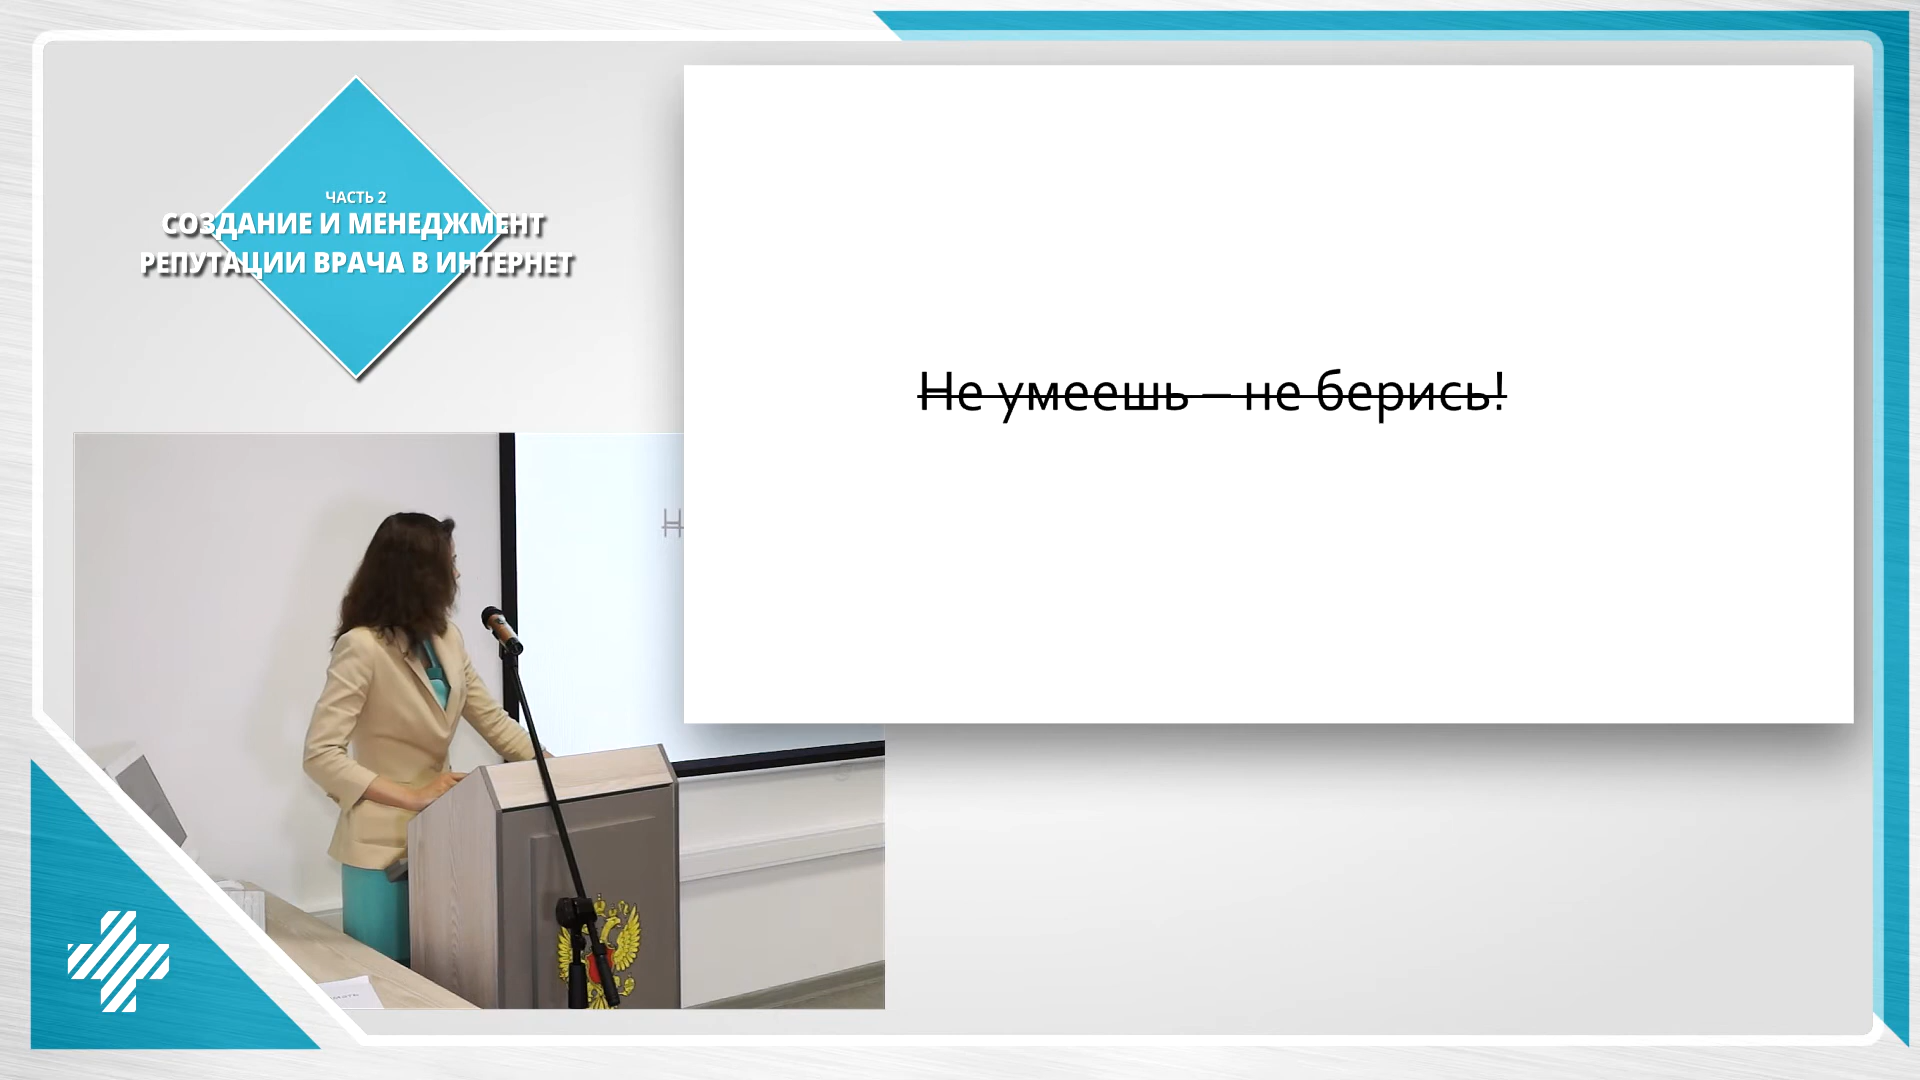 ЧАСТЬ 2
СОЗДАНИЕ И МЕНЕДЖМЕНТ
РЕПУТАЦИИ ВРАЧА В ИНТЕРНЕТ
Не умеешь – не берись!
Н